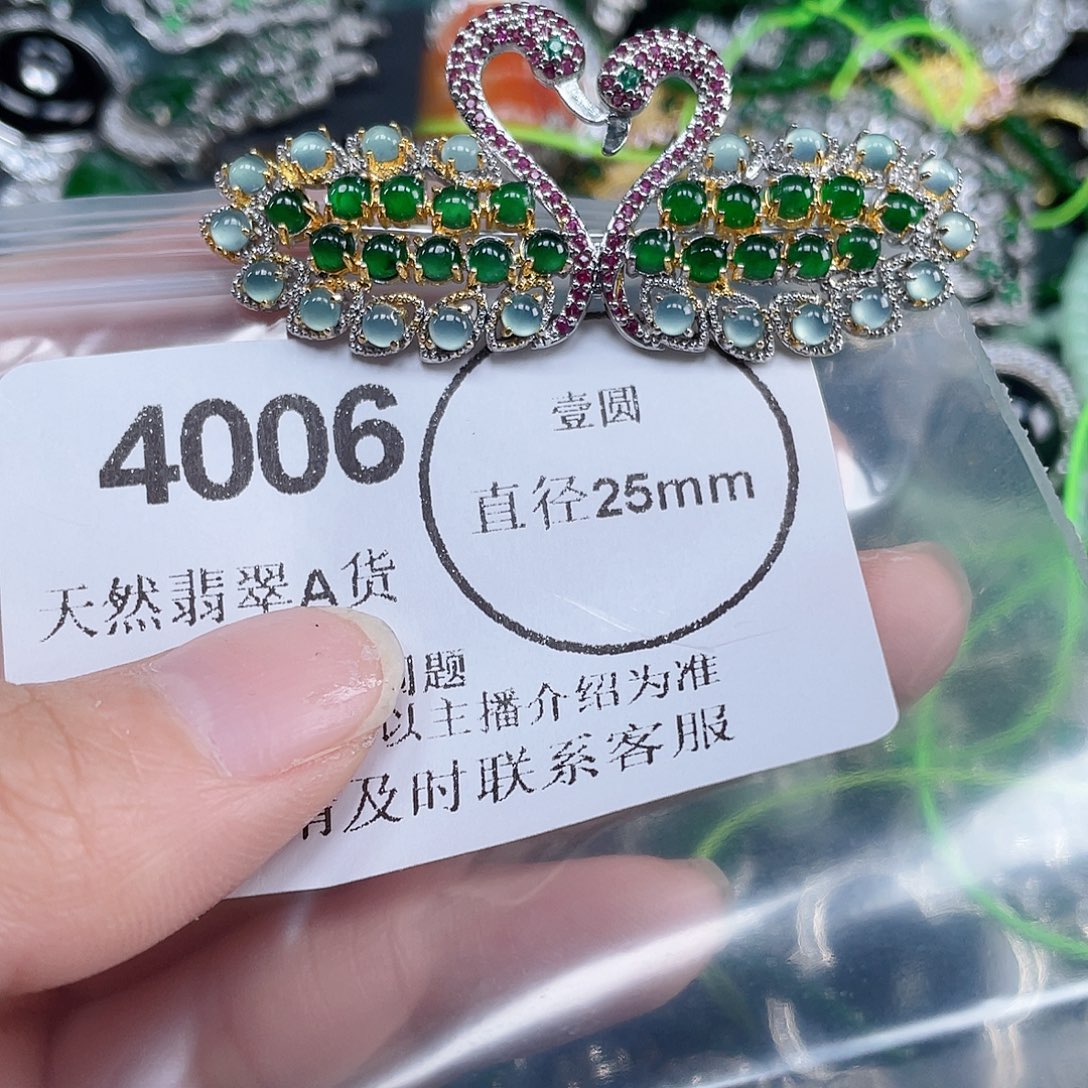 4006
壹圆
直径25mm
天然翡翠A货
问题
以主播介绍为准
请及时联系客服